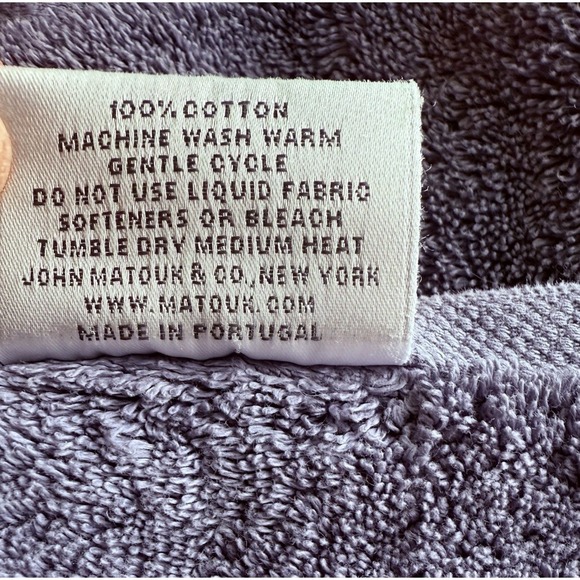 100% COTTON
MACHINE WASH WARM
GENTLE CYCLE
DO NOT USE LIQUID FABRIC
SOFTENERS OR BLEACH
TUMBLE DRY MEDIUM HEAT
JOHN MATOUK & CO., NEW YORK
WWW.MATOUK.COM
MADE IN PORTUGAL